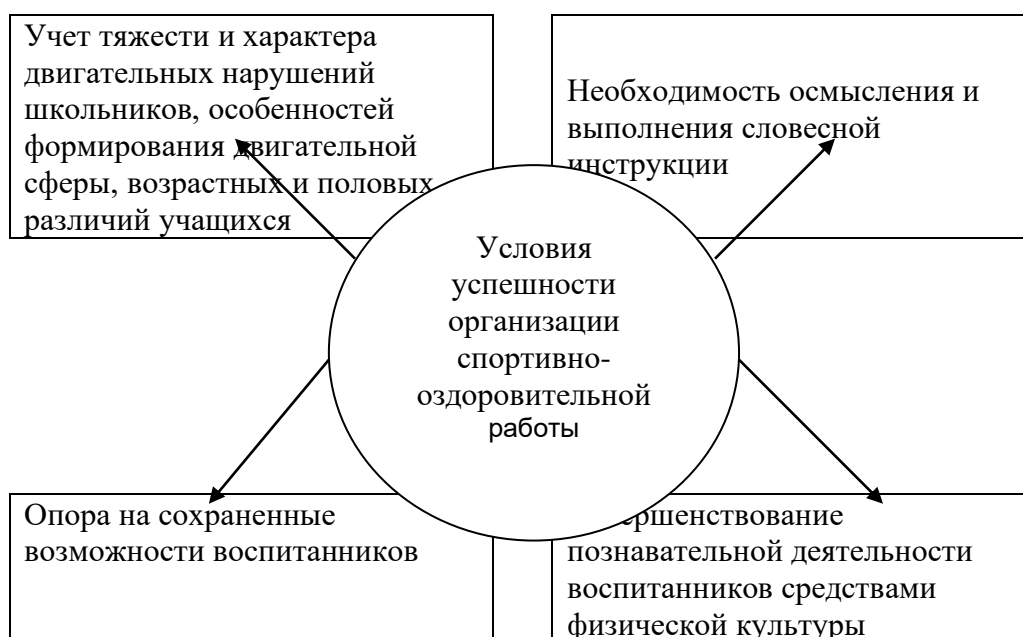 Учет тяжести и характера
двигательных нарушений
школьников, особенностей
формирования двигательной
сферы, возрастных и половых
различий учащихся
Необходимость осмысления и
выполнения словесной
инструкции
Условия
успешности
организации
спортивно-
оздоровительной
работы
Опора на сохраненные
возможности воспитанников
ершенствование
познавательной деятельности
воспитанников средствами
физической культуры